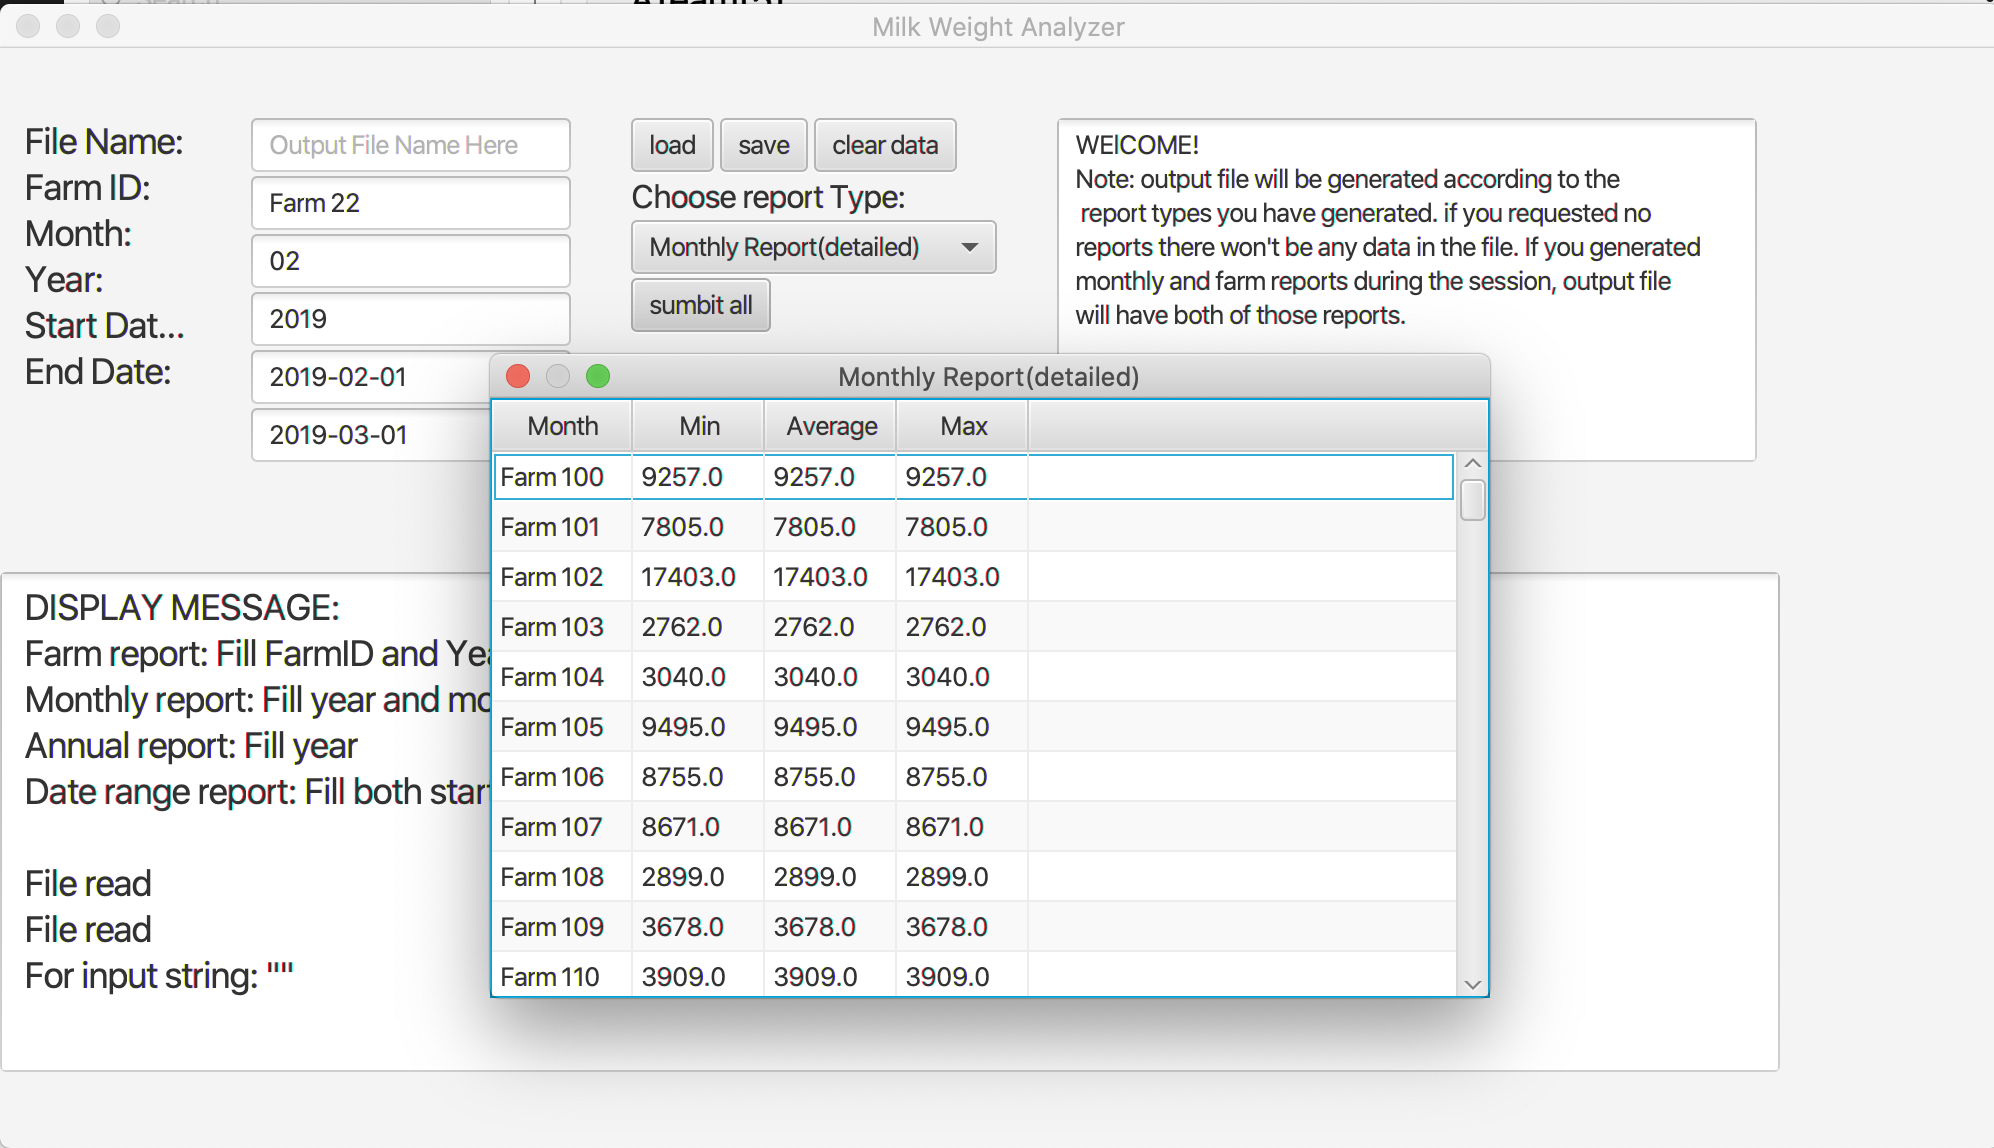 Milk Weight Analyzer
File Name:
Output File Name Here
Farm ID:
Farm 22
Month:
02
Year:
2019
Start Dat...
2019-02-01
End Date:
2019-03-01
load save clear data
Choose report Type:
Monthly Report(detailed)
sumbit all
WElCOME!
Note: output file will be generated according to the
report types you have generated. if you requested no
reports there won't be any data in the file. If you generated
monthly and farm reports during the session, output file
will have both of those reports.
Monthly Report(detailed)
Month Min Average Max
Farm 100 9257.0 9257.0 9257.0
Farm 101 7805.0 7805.0 7805.0
Farm 102 17403.0 17403.0 17403.0
Farm 103 2762.0 2762.0 2762.0
Farm 104 3040.0 3040.0 3040.0
Farm 105 9495.0 9495.0 9495.0
Farm 106 8755.0 8755.0 8755.0
Farm 107 8671.0 8671.0 8671.0
Farm 108 2899.0 2899.0 2899.0
Farm 109 3678.0 3678.0 3678.0
Farm 110 3909.0 3909.0 3909.0
DISPLAY MESSAGE:
Farm report: Fill FarmID and
Monthly report: Fill year and
Annual report: Fill year
Date range report: Fill both start
File read
File read
For input string: ""